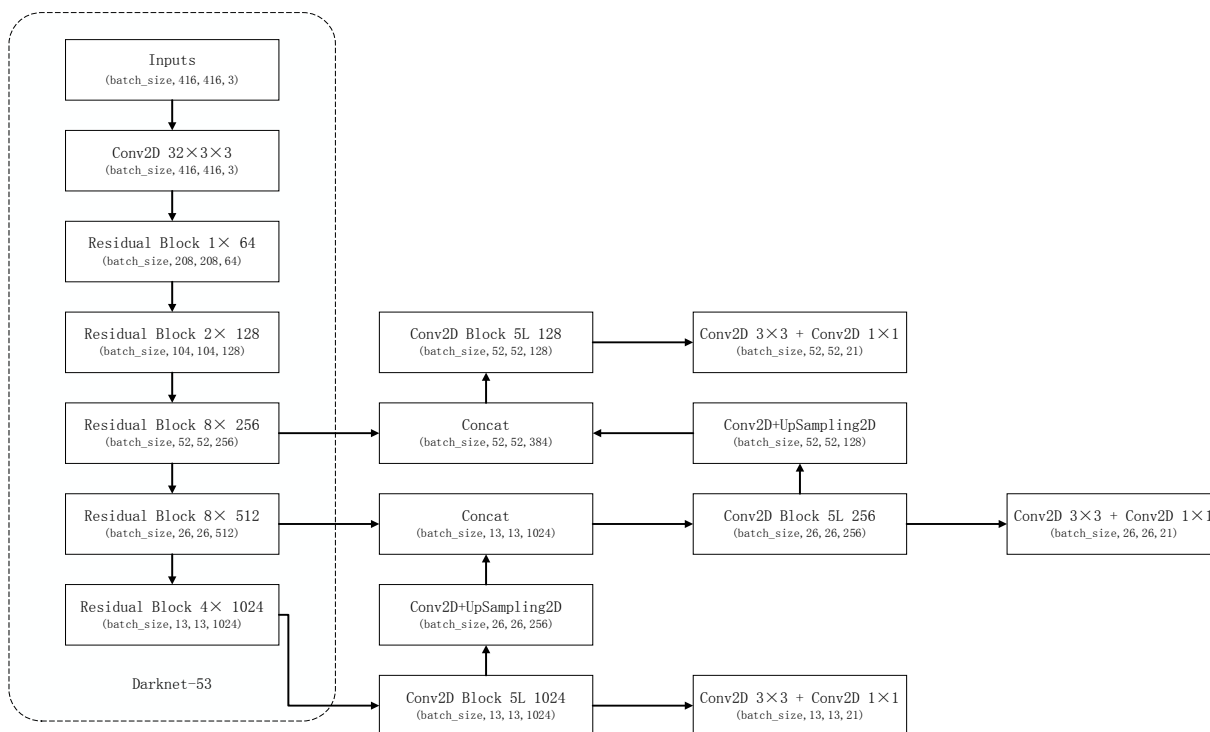 Inputs
(batch_size,416,416,3)
Conv2D 32×3×3
(batch_size,416,416,3)
Residual Block 1× 64
(batch_size,208,208,64)
Residual Block 2× 128
(batch_size,104,104,128)
Conv2D Block 5L 128
(batch_size,52,52,128)
Conv2D 3×3 + Conv2D 1×1
(batch_size,52,52,21)
Residual Block 8× 256
(batch_size,52,52,256)
Concat
(batch_size,52,52,384)
Conv2D+UpSampling2D
(batch_size,52,52,128)
Residual Block 8× 512
(batch_size,26,26,512)
Concat
(batch_size,13,13,1024)
Conv2D Block 5L 256
(batch_size,26,26,256)
Conv2D 3×3 + Conv2D 1×1
(batch_size,26,26,21)
Residual Block 4× 1024
(batch_size,13,13,1024)
Conv2D+UpSampling2D
(batch_size,26,26,256)
Darknet-53
Conv2D Block 5L 1024
(batch_size,13,13,1024)
Conv2D 3×3 + Conv2D 1×1
(batch_size,13,13,21)